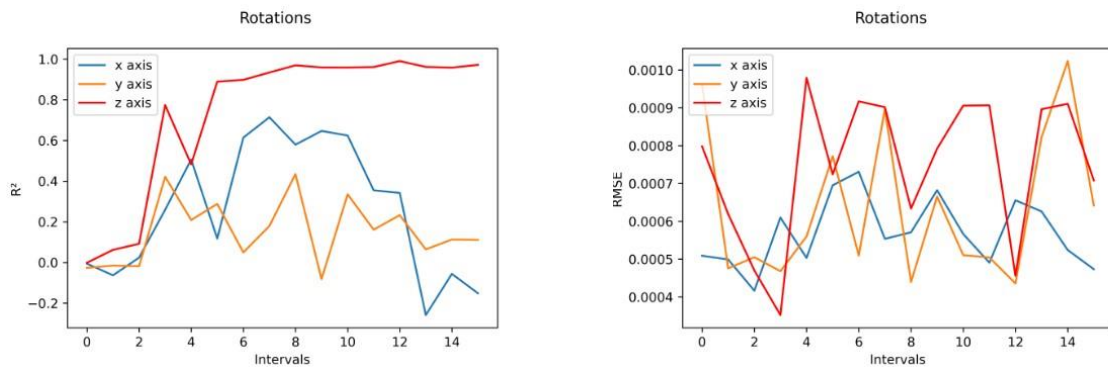 Rotations
x axis
y axis
z axis
1.0
0.8
0.6
0.4
0.2
0.0
−0.2
R²
0 2 4 6 8 10 12 14
Intervals
Rotations
x axis
y axis
z axis
0.0010
0.0009
0.0008
0.0007
0.0006
0.0005
0.0004
RMSE
0 2 4 6 8 10 12 14
Intervals